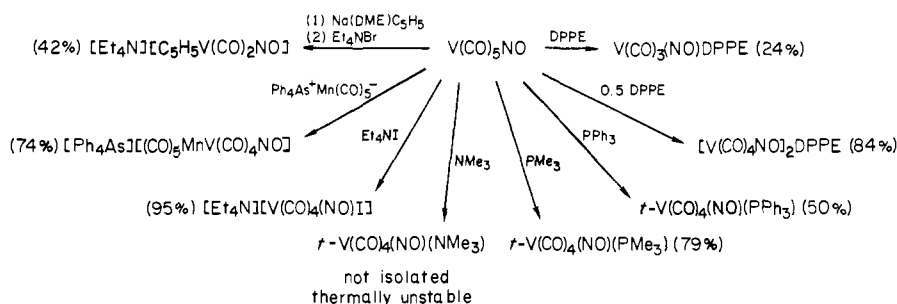 (1) Na(DME)C₅H₅
(2) Et₄NBr
(42%) [Et₄N][C₅H₅V(CO)₂NO]
V(CO)₅NO
DPPE
V(CO)₃(NO)DPPE (24%)
Ph₄As⁺Mn(CO)₅⁻
0.5 DPPE
(74%) [Ph₄As][(CO)₅MnV(CO)₄NO]
Et₄NI
NMe₃
PMe₃
PPh₃
[V(CO)₄NO]₂DPPE (84%)
(95%) [Et₄N][V(CO)₄(NO)I]
t-V(CO)₄(NO)(PPh₃) (50%)
t-V(CO)₄(NO)(NMe₃)
t-V(CO)₄(NO)(PMe₃) (79%)
not isolated
thermally unstable